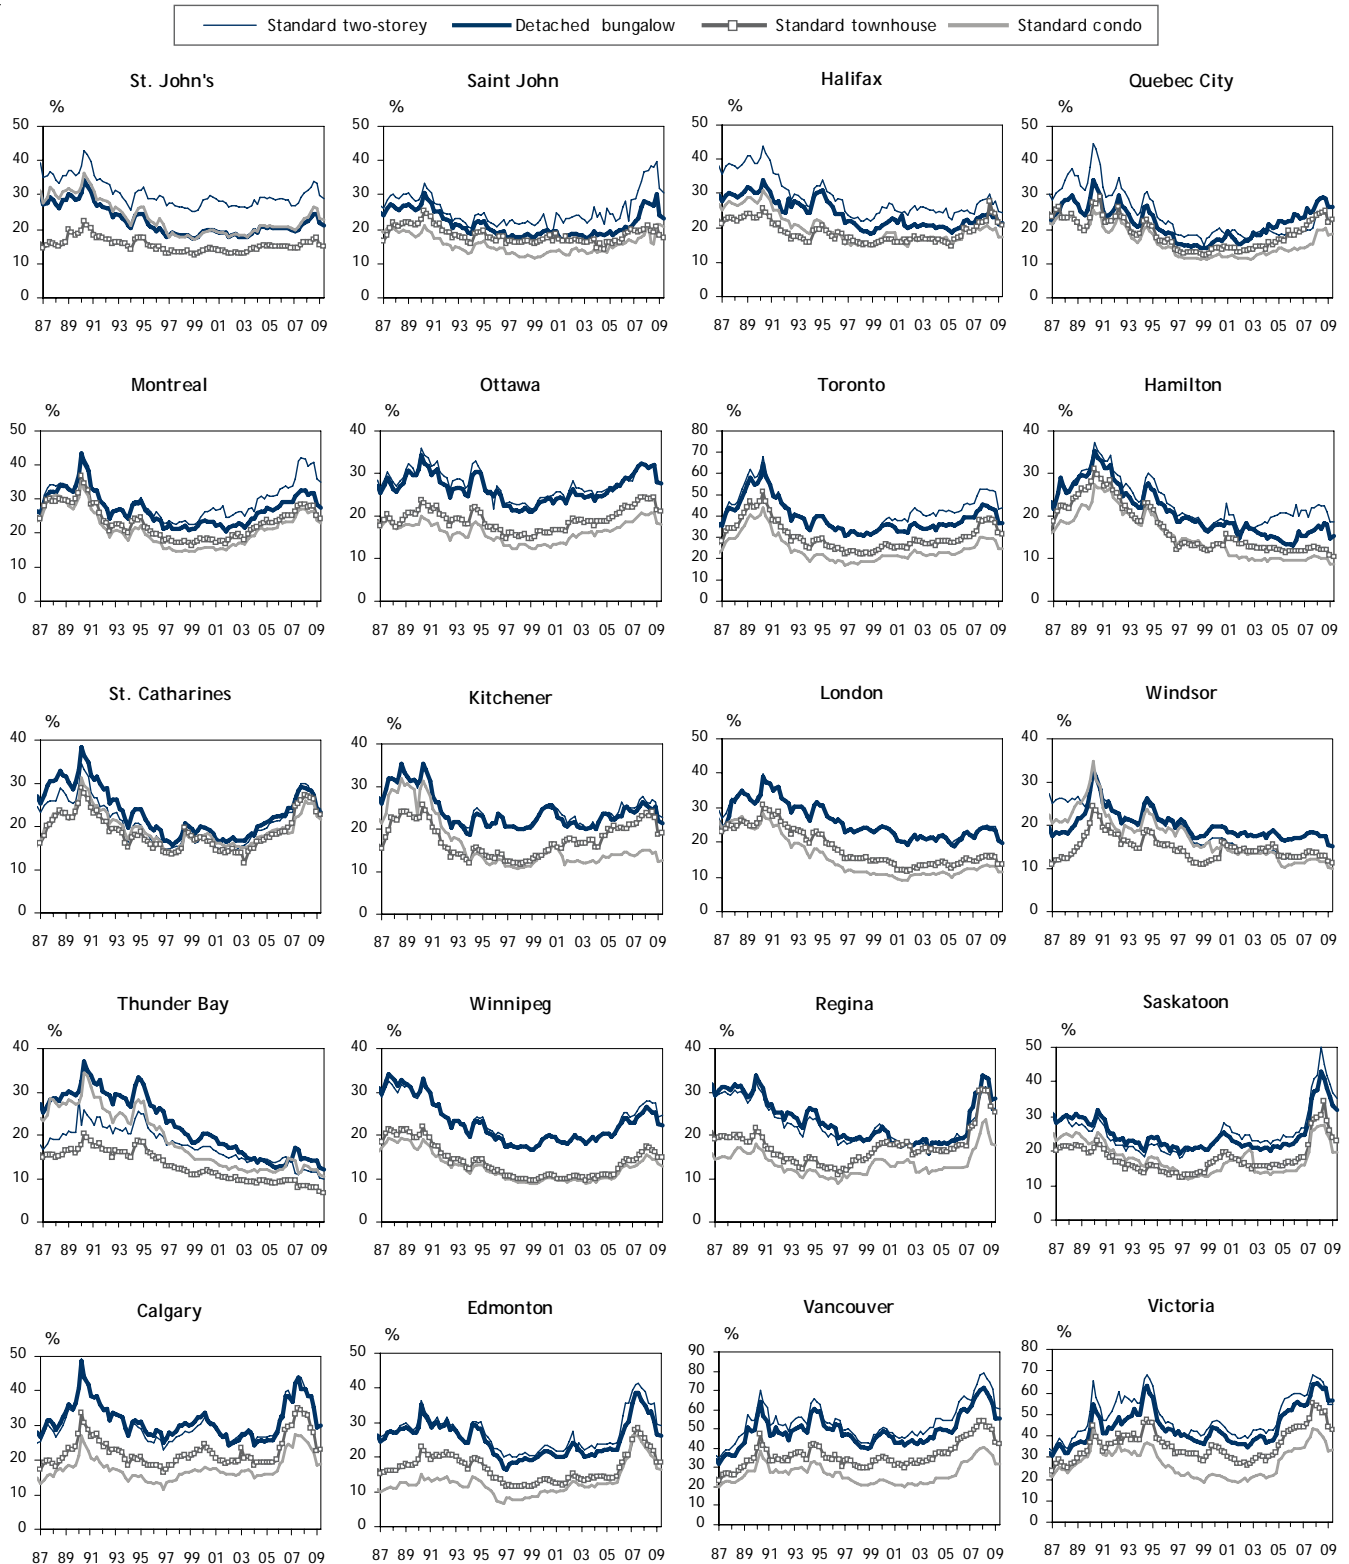 Standard two-storey Detached bungalow Standard townhouse Standard condo
St. John's Saint John Halifax Quebec City
% % % %
50 50 50 50
40 40 40 40
30 30 30 30
20 20 20 20
10 10 10 10
0 0 0 0
87 89 91 93 95 97 99 01 03 05 07 09 87 89 91 93 95 97 99 01 03 05 07 09 87 89 91 93 95 97 99 01 03 05 07 09 87 89 91 93 95 97 99 01 03 05 07 09
Montreal Ottawa Toronto Hamilton
% % % %
50 40 80 40
40 30 70 30
30 20 60 20
20 10 50 10
10 0 40 0
0 30
20
10
0
87 89 91 93 95 97 99 01 03 05 07 09 87 89 91 93 95 97 99 01 03 05 07 09 87 89 91 93 95 97 99 01 03 05 07 09 87 89 91 93 95 97 99 01 03 05 07 09
St. Catharines Kitchener London Windsor
% % % %
40 40 50 40
30 30 40 30
20 20 30 20
10 10 20 10
0 0 10 0
0
87 89 91 93 95 97 99 01 03 05 07 09 87 89 91 93 95 97 99 01 03 05 07 09 87 89 91 93 95 97 99 01 03 05 07 09 87 89 91 93 95 97 99 01 03 05 07 09
Thunder Bay Winnipeg Regina Saskatoon
% % % %
40 40 40 50
30 30 30 40
20 20 20 30
10 10 10 20
0 0 0 10
0
87 89 91 93 95 97 99 01 03 05 07 09 87 89 91 93 95 97 99 01 03 05 07 09 87 89 91 93 95 97 99 01 03 05 07 09 87 89 91 93 95 97 99 01 03 05 07 09
Calgary Edmonton Vancouver Victoria
% % % %
50 50 90 80
40 40 80 70
30 30 70 60
20 20 60 50
10 10 50 40
0 0 40 30
30 20
20 10
10 0
0
87 89 91 93 95 97 99 01 03 05 07 09 87 89 91 93 95 97 99 01 03 05 07 09 87 89 91 93 95 97 99 01 03 05 07 09 87 89 91 93 95 97 99 01 03 05 07 09